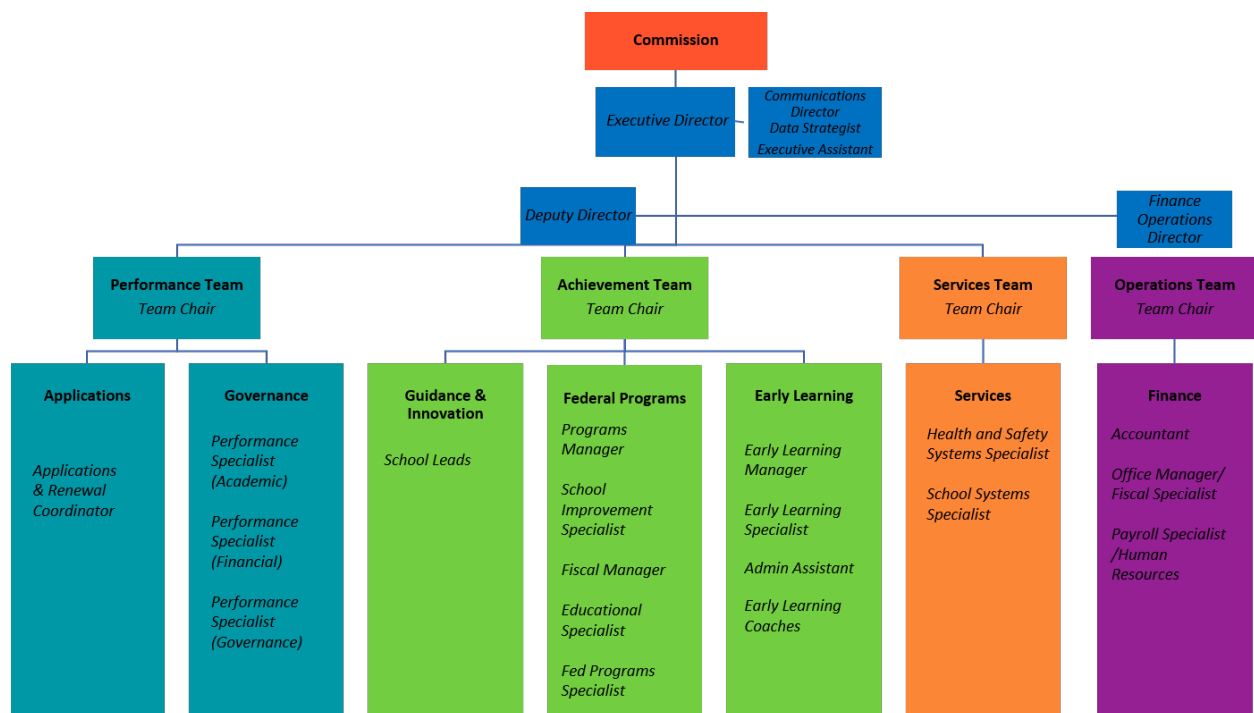 Commission
Executive Director
Communications
Director
Data Strategist
Executive Assistant
Deputy Director
Finance
Operations
Director
Performance Team
Team Chair
Achievement Team
Team Chair
Services Team
Team Chair
Operations Team
Team Chair
Applications
Applications
& Renewal
Coordinator
Governance
Performance
Specialist
(Academic)
Performance
Specialist
(Financial)
Performance
Specialist
(Governance)
Guidance &
Innovation
School Leads
Federal Programs
Programs
Manager
School
Improvement
Specialist
Fiscal Manager
Educational
Specialist
Fed Programs
Specialist
Early Learning
Early Learning
Manager
Early Learning
Specialist
Admin Assistant
Early Learning
Coaches
Services
Health and Safety
Systems Specialist
School Systems
Specialist
Finance
Accountant
Office Manager/
Fiscal Specialist
Payroll Specialist
/Human
Resources